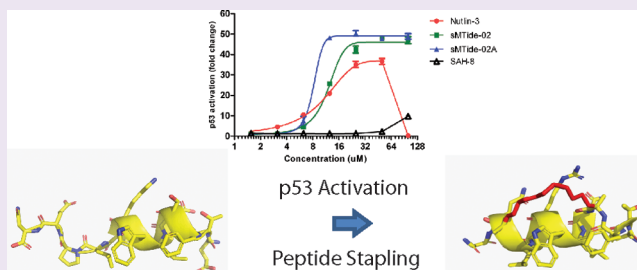 60
50
40
30
20
10
0
p53 activation (fold change)
1 2 4 8 16 32 64 128
Concentration (uM)
Nutlin-3
sMTide-02
sMTide-02A
SAH-8
p53 Activation
Peptide Stapling